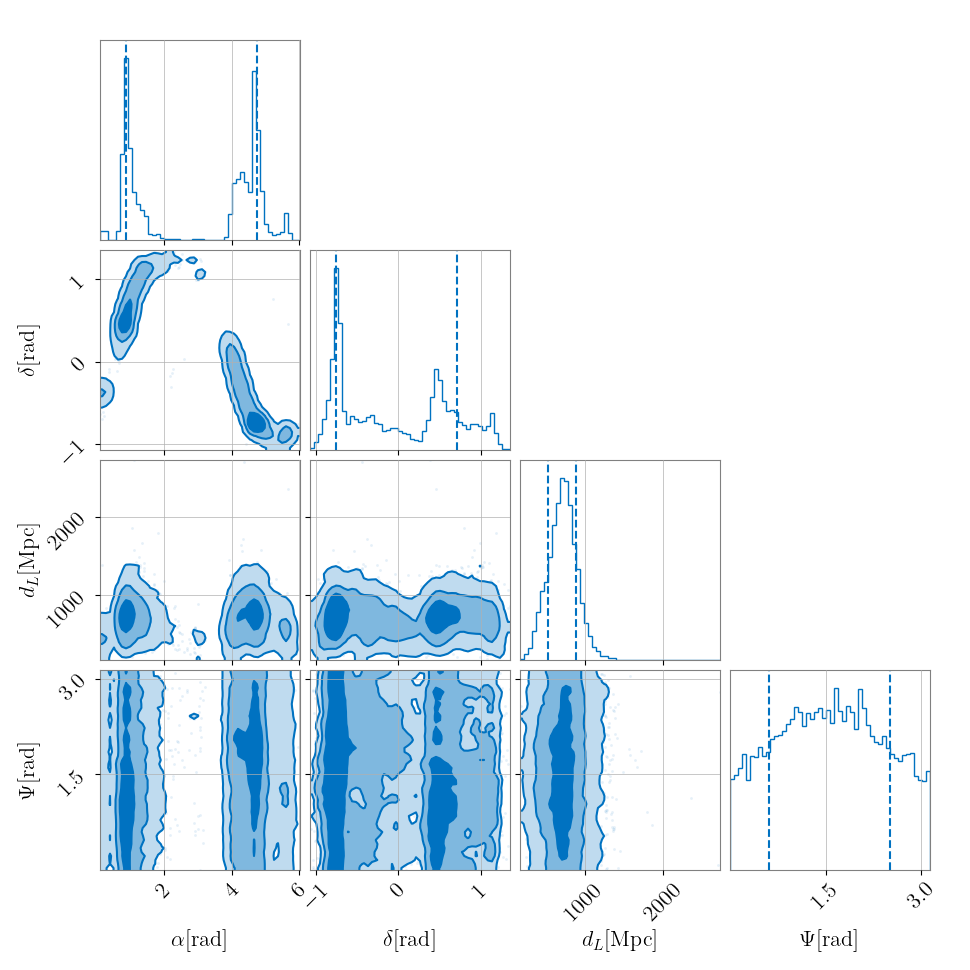 1
0
−1
δ[rad]
2000
1000
d_L[Mpc]
3.0
1.5
Ψ[rad]
2 4 6 −1 0 1 1000 2000 1.5 3.0
α[rad] δ[rad] d_L[Mpc] Ψ[rad]